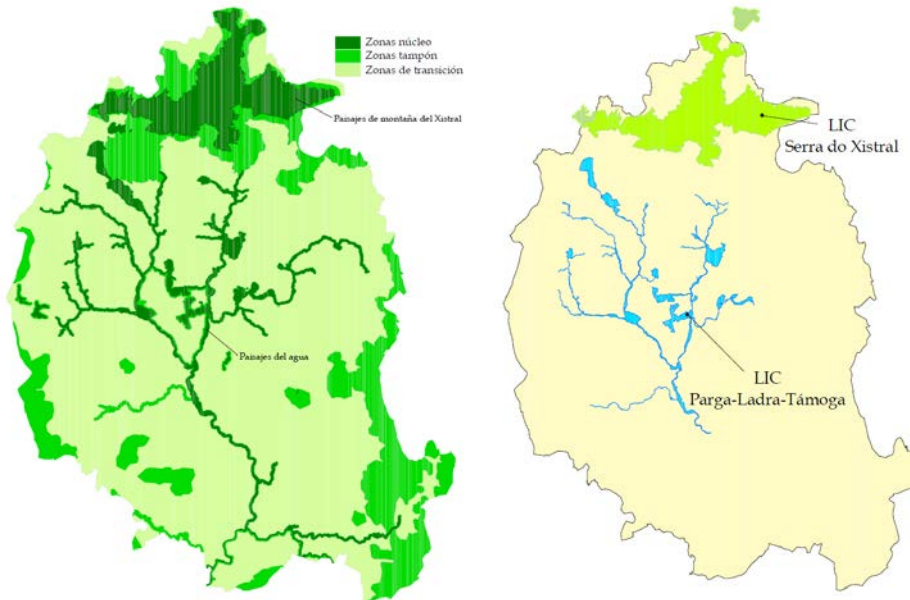 Zonas núcleo
Zonas tampón
Zonas de transición
Paisajes de montaña del Xistral
Paisajes del agua
LIC
Serra do Xistral
LIC
Parga-Ladra-Támoga